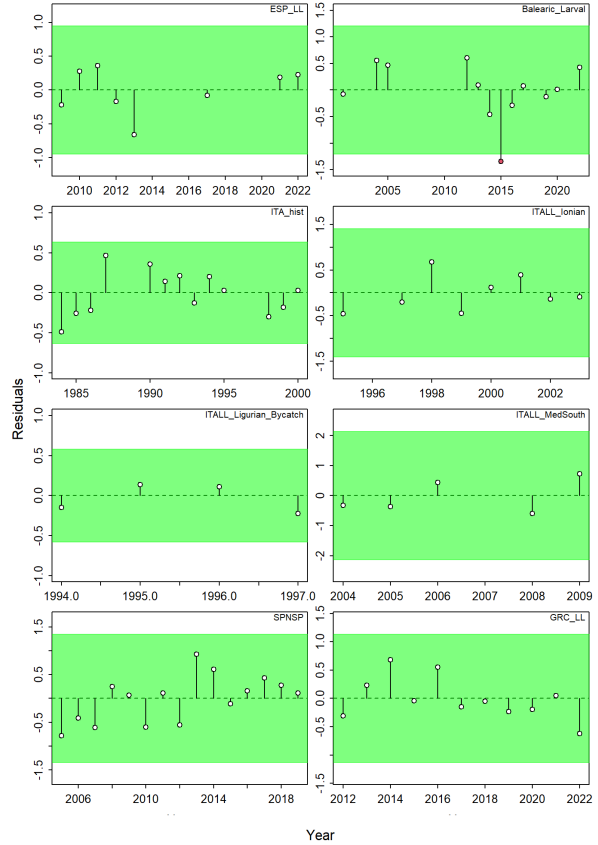 ESP_LL
1.0
0.5
0.0
-0.5
-1.0
2010 2012 2014 2016 2018 2020 2022
Balearic_Larval
1.5
0.5
0.0
-0.5
-1.5
2005 2010 2015 2020
ITA_hist
1.0
0.5
0.0
-0.5
-1.0
1985 1990 1995 2000
ITALL_Ionian
1.5
0.5
-0.5
-1.5
1996 1998 2000 2002
Residuals
ITALL_Ligurian_Bycatch
1.0
0.5
0.0
-0.5
-1.0
1994.0 1995.0 1996.0 1997.0
ITALL_MedSouth
2
1
0
-1
-2
2004 2005 2006 2007 2008 2009
SPNSP
1.5
0.5
-0.5
-1.5
2006 2010 2014 2018
GRC_LL
1.5
0.5
0.0
-0.5
-1.5
2012 2014 2016 2018 2020 2022
Year